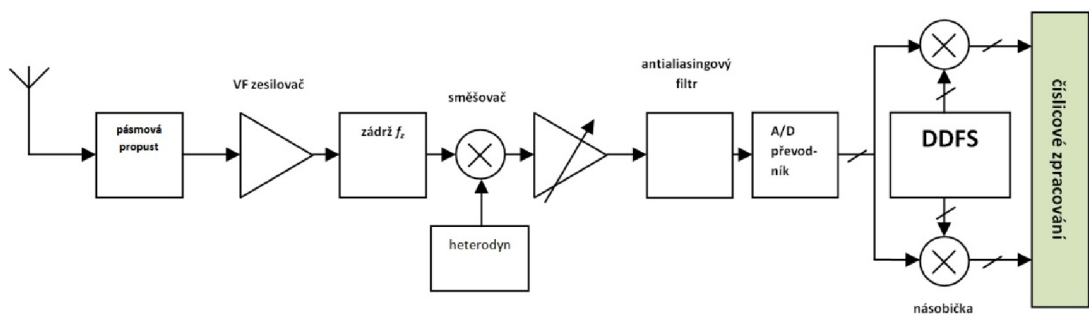 pásmová
propust
VF zesilovač
zádrž fz
směšovač
heterodyn
antialiasingový
filtr
A/D
převod-
ník
DDFS
násobička
číslicové zpracování